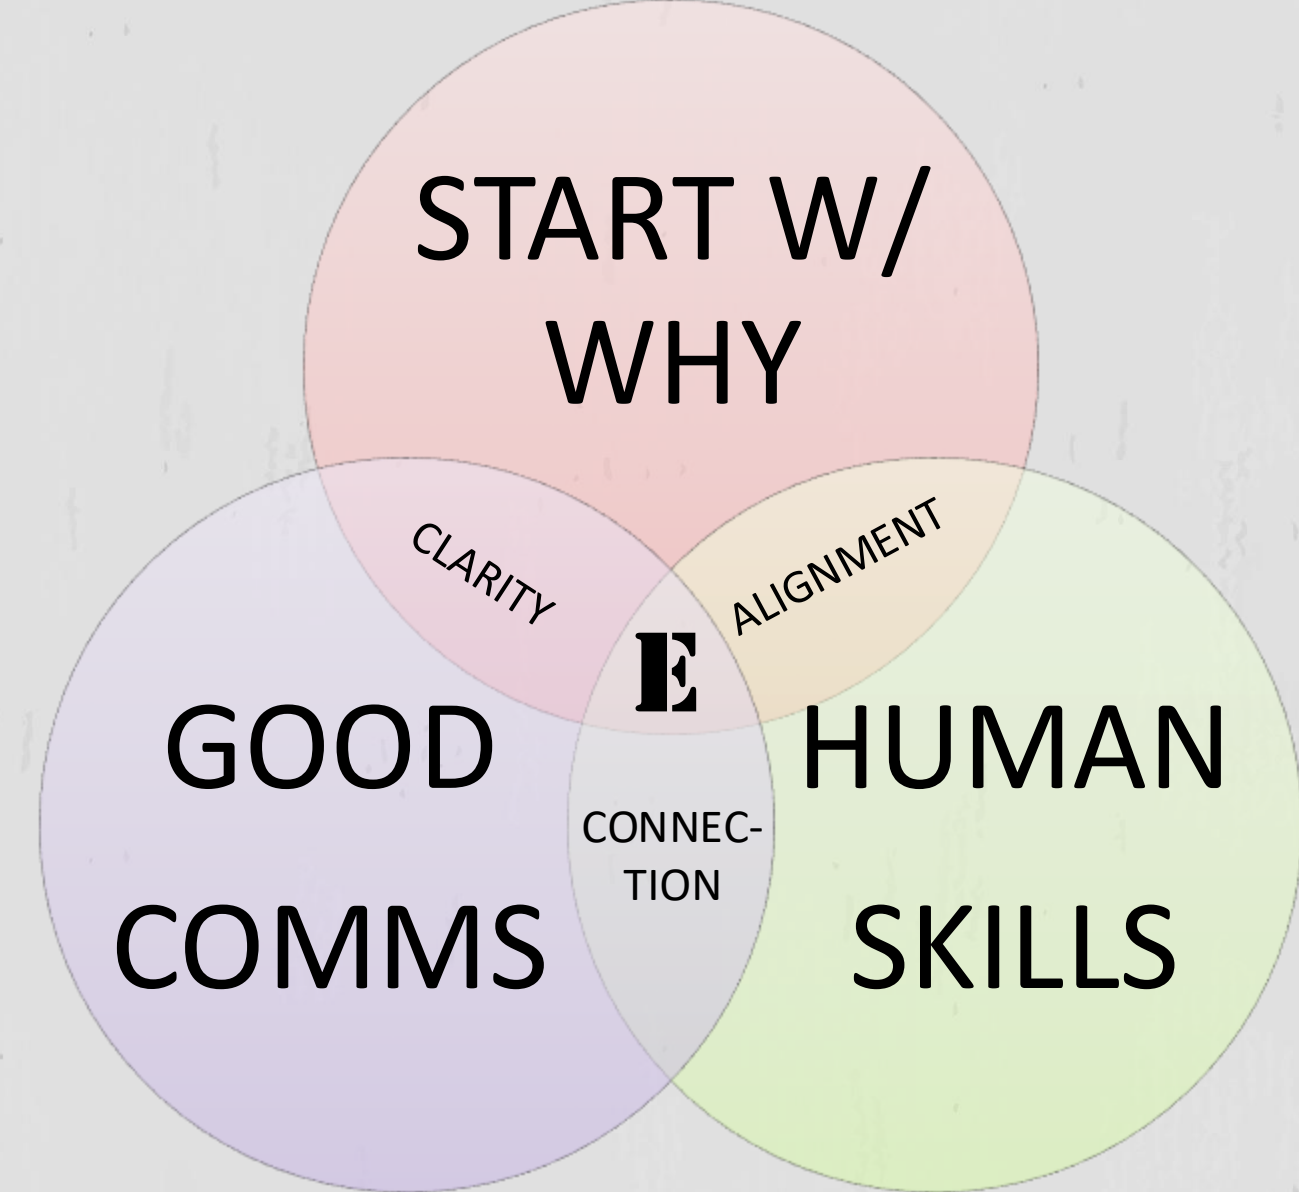 START W/
WHY
CLARITY
ALIGNMENT
E
GOOD
COMMS
CONNEC-
TION
HUMAN
SKILLS